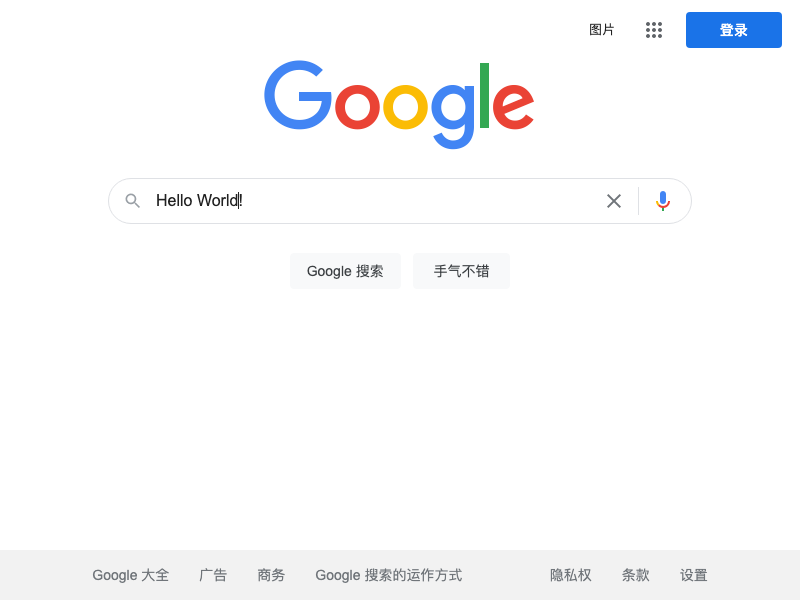 图片
登录
Google
Hello World!
Google 搜索
手气不错
Google 大全
广告
商务
Google 搜索的运作方式
隐私权
条款
设置